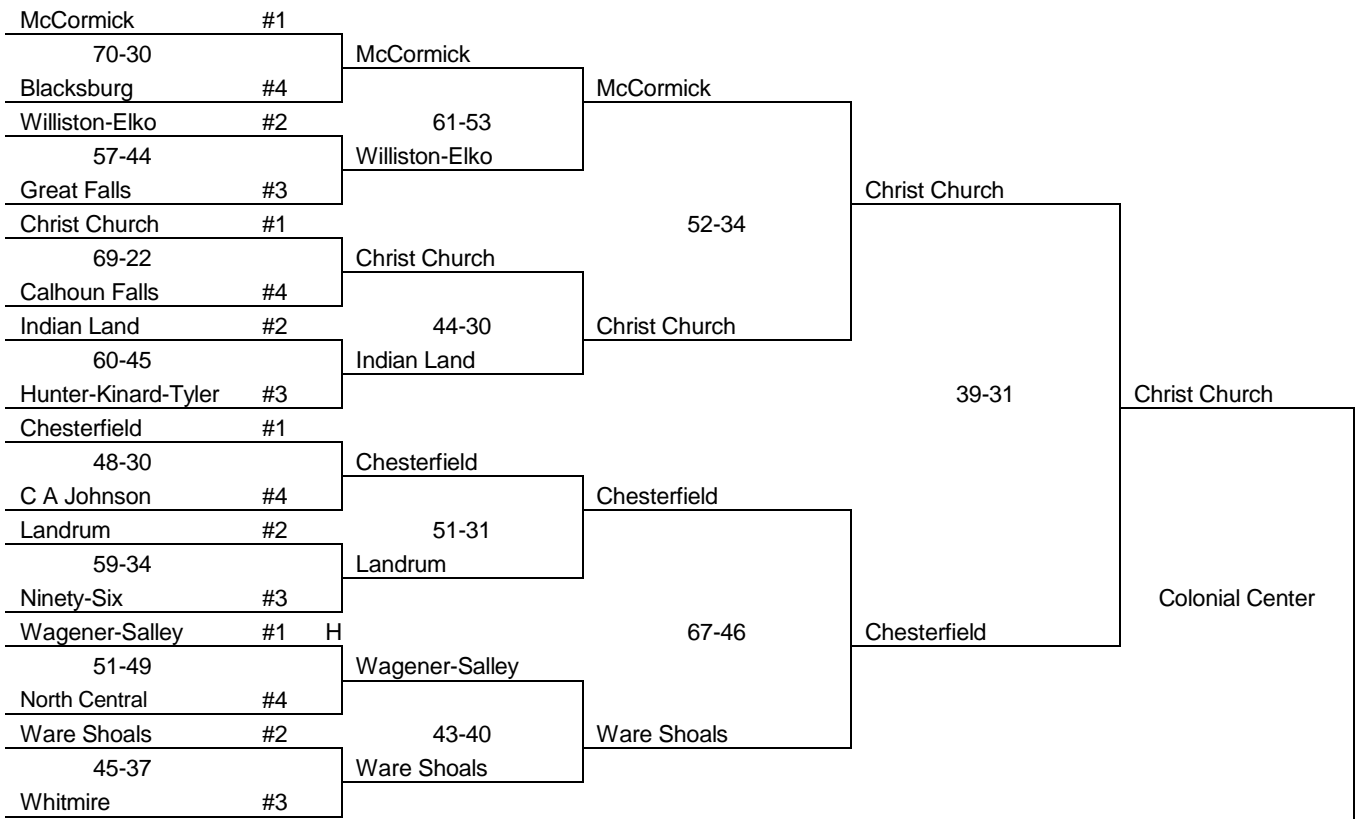 McCormick #1
70-30 McCormick
Blacksburg #4 McCormick
Williston-Elko #2 61-53
57-44 Williston-Elko
Great Falls #3 Christ Church
Christ Church #1 52-34
69-22 Christ Church
Calhoun Falls #4
Indian Land #2 44-30 Christ Church
60-45 Indian Land
Hunter-Kinard-Tyler #3 39-31 Christ Church
Chesterfield #1
48-30 Chesterfield
C A Johnson #4 Chesterfield
Landrum #2 51-31
59-34 Landrum
Ninety-Six #3 Colonial Center
Wagener-Salley #1 H 67-46 Chesterfield
51-49 Wagener-Salley
North Central #4
Ware Shoals #2 43-40 Ware Shoals
45-37 Ware Shoals
Whitmire #3